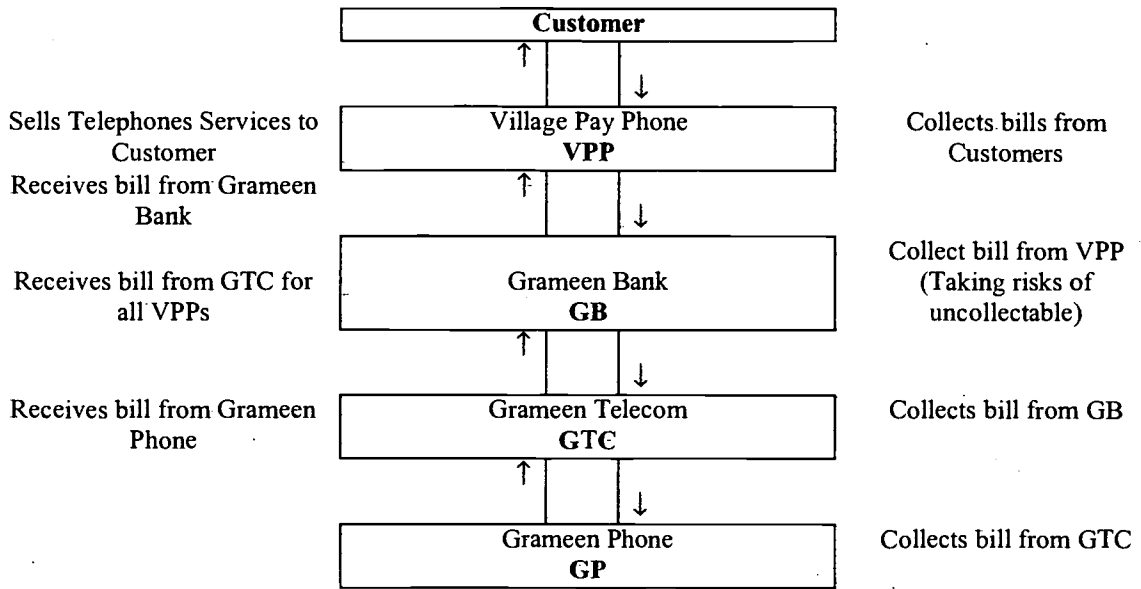 Customer
↑ ↓
Sells Telephones Services to
Customer
Village Pay Phone
VPP
Collects bills from
Customers
Receives bill from Grameen
Bank
↑ ↓
Receives bill from GTC for
all VPPs
Grameen Bank
GB
Collect bill from VPP
(Taking risks of
uncollectable)
↑ ↓
Receives bill from Grameen
Phone
Grameen Telecom
GTC
Collects bill from GB
↑ ↓
Grameen Phone
GP
Collects bill from GTC